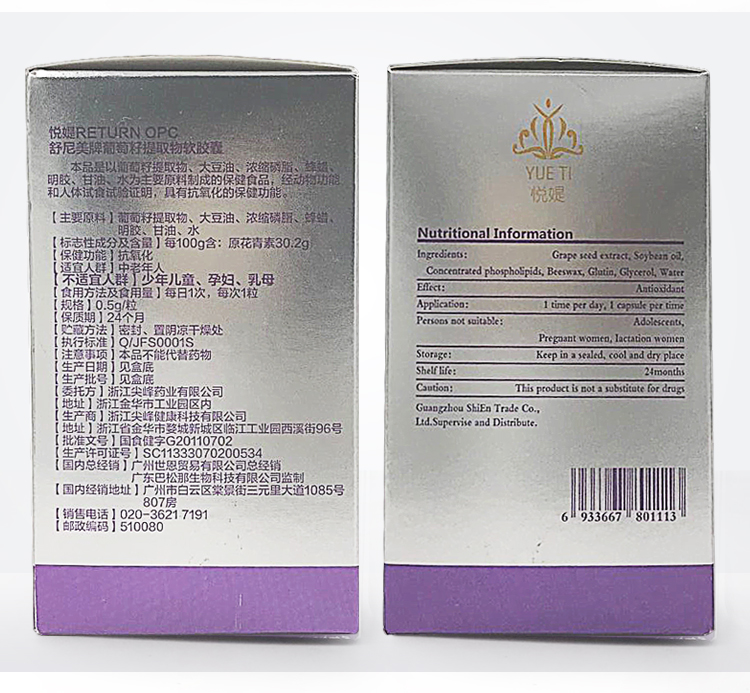 悦媞RETURN OPC
舒尼美牌葡萄籽提取物软胶囊
本品是以葡萄籽提取物、大豆油、浓缩磷脂、蜂蜡、
明胶、甘油、水为主要原料制成的保健食品，经动物功能
和人体试食试验证明，具有抗氧化的保健功能。
【主要原料】葡萄籽提取物、大豆油、浓缩磷脂、蜂蜡、
明胶、甘油、水
【标志性成分及含量】每100g含：原花青素30.2g
【保健功能】抗氧化
【适宜人群】中老年人
【不适宜人群】少年儿童、孕妇、乳母
【食用方法及食用量】每日1次，每次1粒
【规格】0.5g/粒
【保质期】24个月
【贮藏方法】密封、置阴凉干燥处
【执行标准】Q/JFS0001S
【注意事项】本品不能代替药物
【生产日期】见盒底
【生产批号】见盒底
【委托方】浙江尖峰药业有限公司
【地址】浙江金华市工业园区内
【生产商】浙江尖峰健康科技有限公司
【地址】浙江省金华市婺城新城区临江工业园西溪街96号
【批准文号】国食健字G20110702
【生产许可证号】SC11333070200534
【国内总经销】广州世恩贸易有限公司总经销
广东巴松那生物科技有限公司监制
【国内经销地址】广州市白云区棠景街三元里大道1085号
807房
【销售电话】020-3621 7191
【邮政编码】510080
YUE TI
悦媞
Nutritional Information
Ingredients: Grape seed extract, Soybean oil,
Concentrated phospholipids, Beeswax, Glutin, Glycerol, Water
Effect: Antioxidant
Application: 1 time per day, 1 capsule per time
Persons not suitable: Adolescents,
Pregnant women, lactation women
Storage: Keep in a sealed, cool and dry place
Shelf life: 24months
Caution: This product is not a substitute for drugs
Guangzhou ShiEn Trade Co.,
Ltd.Supervise and Distribute.
6 933667 801113